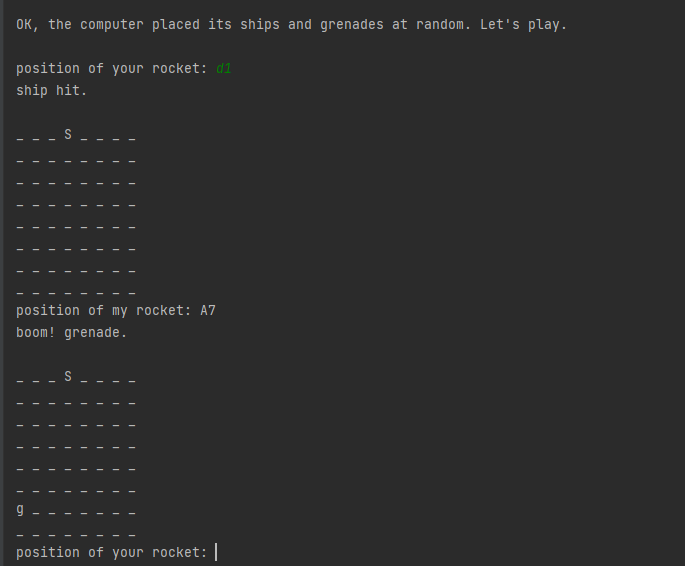 OK, the computer placed its ships and grenades at random. Let's play.
position of your rocket: d1
ship hit.
_ _ _ S _ _ _ _
_ _ _ _ _ _ _ _
_ _ _ _ _ _ _ _
_ _ _ _ _ _ _ _
_ _ _ _ _ _ _ _
_ _ _ _ _ _ _ _
_ _ _ _ _ _ _ _
_ _ _ _ _ _ _ _
position of my rocket: A7
boom! grenade.
_ _ _ S _ _ _ _
_ _ _ _ _ _ _ _
_ _ _ _ _ _ _ _
_ _ _ _ _ _ _ _
_ _ _ _ _ _ _ _
_ _ _ _ _ _ _ _
g _ _ _ _ _ _ _
_ _ _ _ _ _ _ _
position of your rocket: